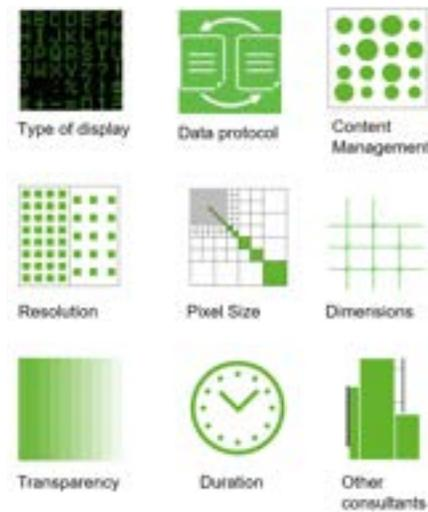 Type of display
Data protocol
Content
Management
Resolution
Pixel Size
Dimensions
Transparency
Duration
Other
consultants